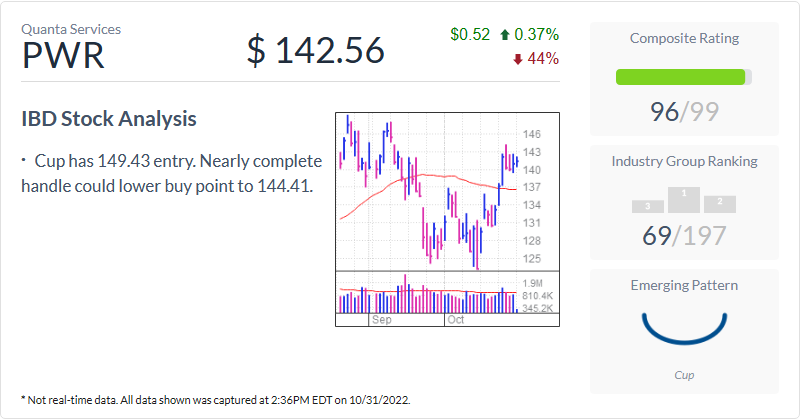 Quanta Services
PWR
$ 142.56
$0.52 0.37%
44%
IBD Stock Analysis
· Cup has 149.43 entry. Nearly complete
handle could lower buy point to 144.41.
146
143
140
137
134
131
128
125
1.9M
810.4K
345.2K
Sep Oct
Composite Rating
96/99
Industry Group Ranking
3 1 2
69/197
Emerging Pattern
Cup
* Not real-time data. All data shown was captured at 2:36PM EDT on 10/31/2022.